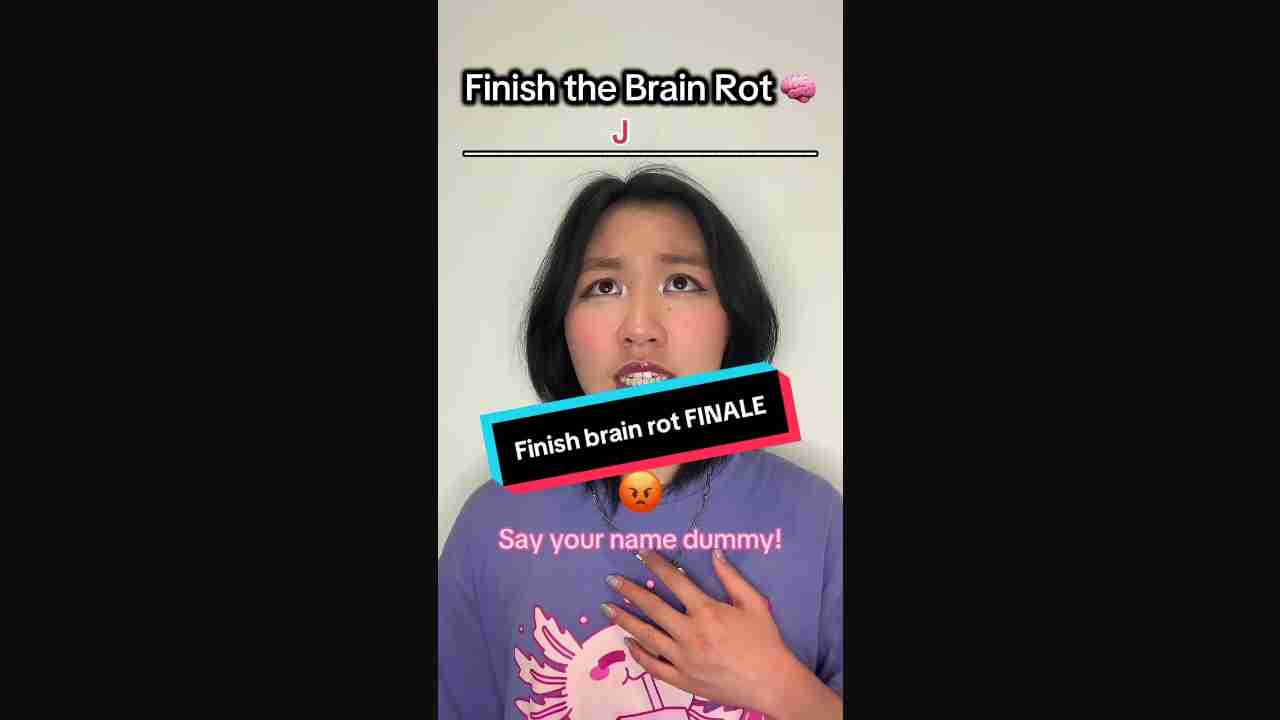 Finish the Brain Rot 🧠
J
Finish brain rot FINALE
😡
Say your name dummy!